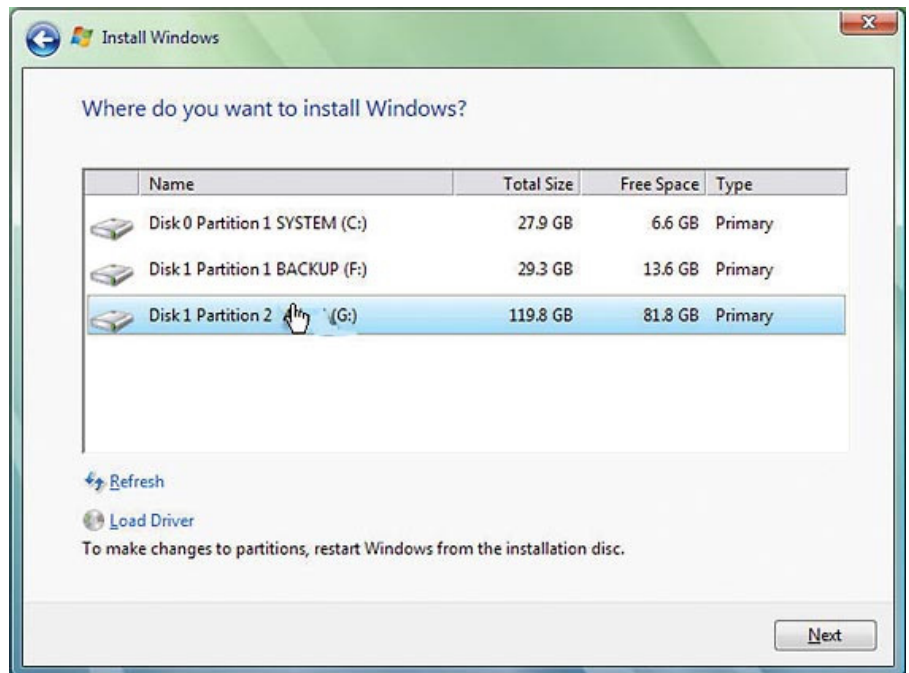 Install Windows
Where do you want to install Windows?
Name Total Size Free Space Type
Disk 0 Partition 1 SYSTEM (C:) 27.9 GB 6.6 GB Primary
Disk 1 Partition 1 BACKUP (F:) 29.3 GB 13.6 GB Primary
Disk 1 Partition 2 (G:) 119.8 GB 81.8 GB Primary
Refresh
Load Driver
To make changes to partitions, restart Windows from the installation disc.
Next